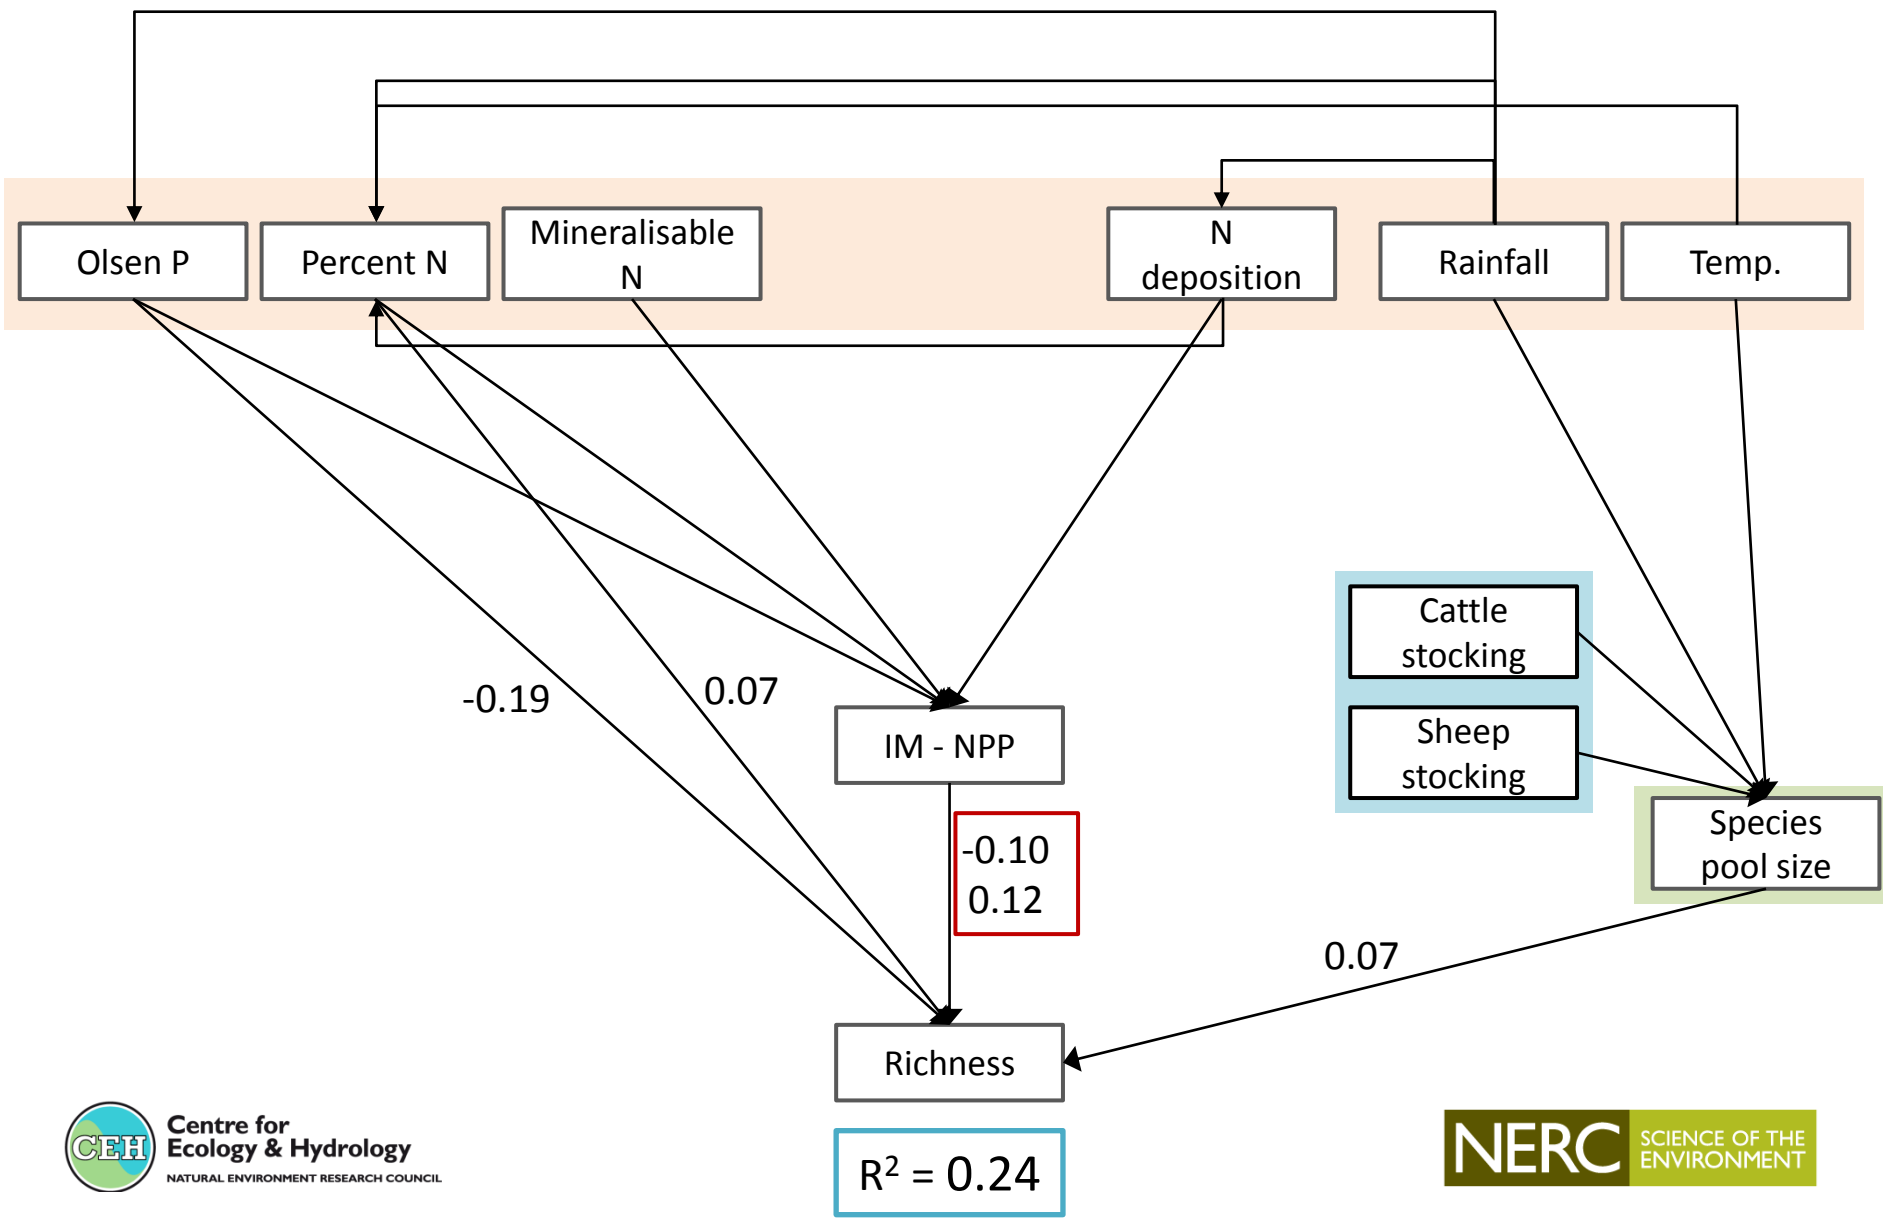 Olsen P
Percent N
Mineralisable
N
N
deposition
Rainfall
Temp.
Cattle
stocking
-0.19
0.07
IM - NPP
Sheep
stocking
Species
pool size
-0.10
0.12
0.07
Richness
R² = 0.24
CEH
Centre for
Ecology & Hydrology
NATURAL ENVIRONMENT RESEARCH COUNCIL
NERC
SCIENCE OF THE
ENVIRONMENT